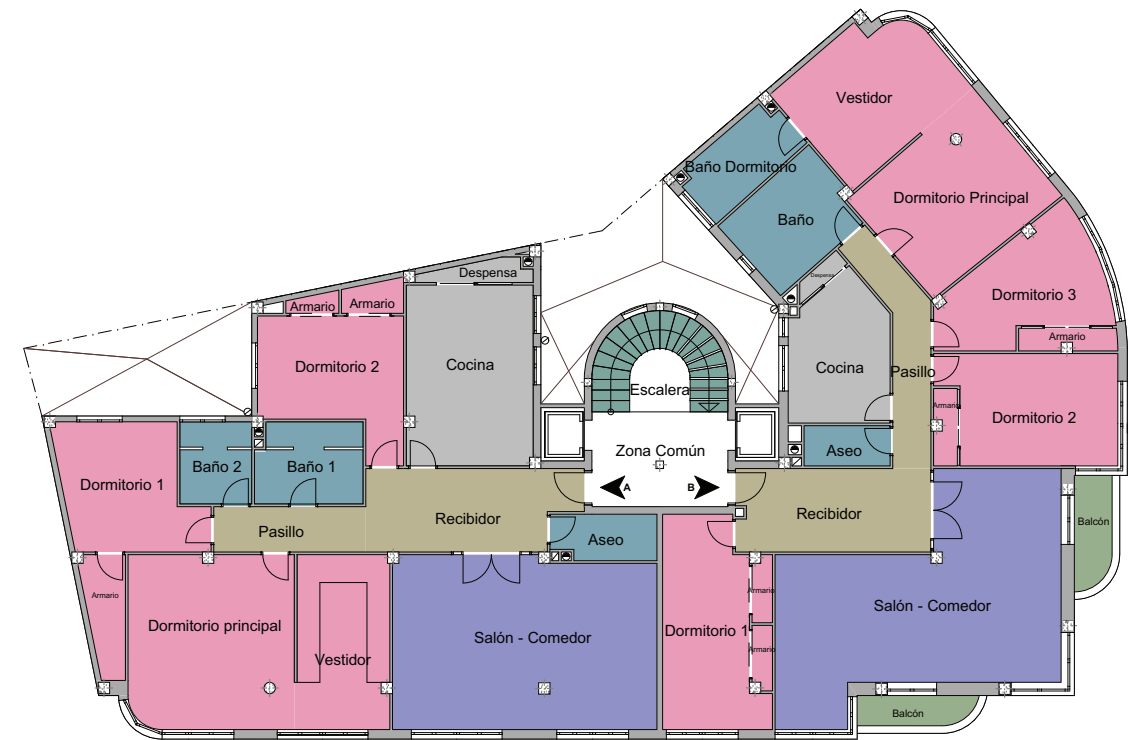 Vestidor
Baño Dormitorio
Dormitorio Principal
Baño
Despensa
Despensa
Dormitorio 3
Armario
Armario
Armario
Dormitorio 2
Cocina
Escalera
Cocina
Pasillo
Armario
Dormitorio 2
Zona Común
Aseo
Baño 2
Baño 1
Dormitorio 1
A
B
Recibidor
Recibidor
Balcón
Pasillo
Aseo
Armario
Armario
Salón - Comedor
Dormitorio principal
Salón - Comedor
Dormitorio 1
Armario
Vestidor
Balcón